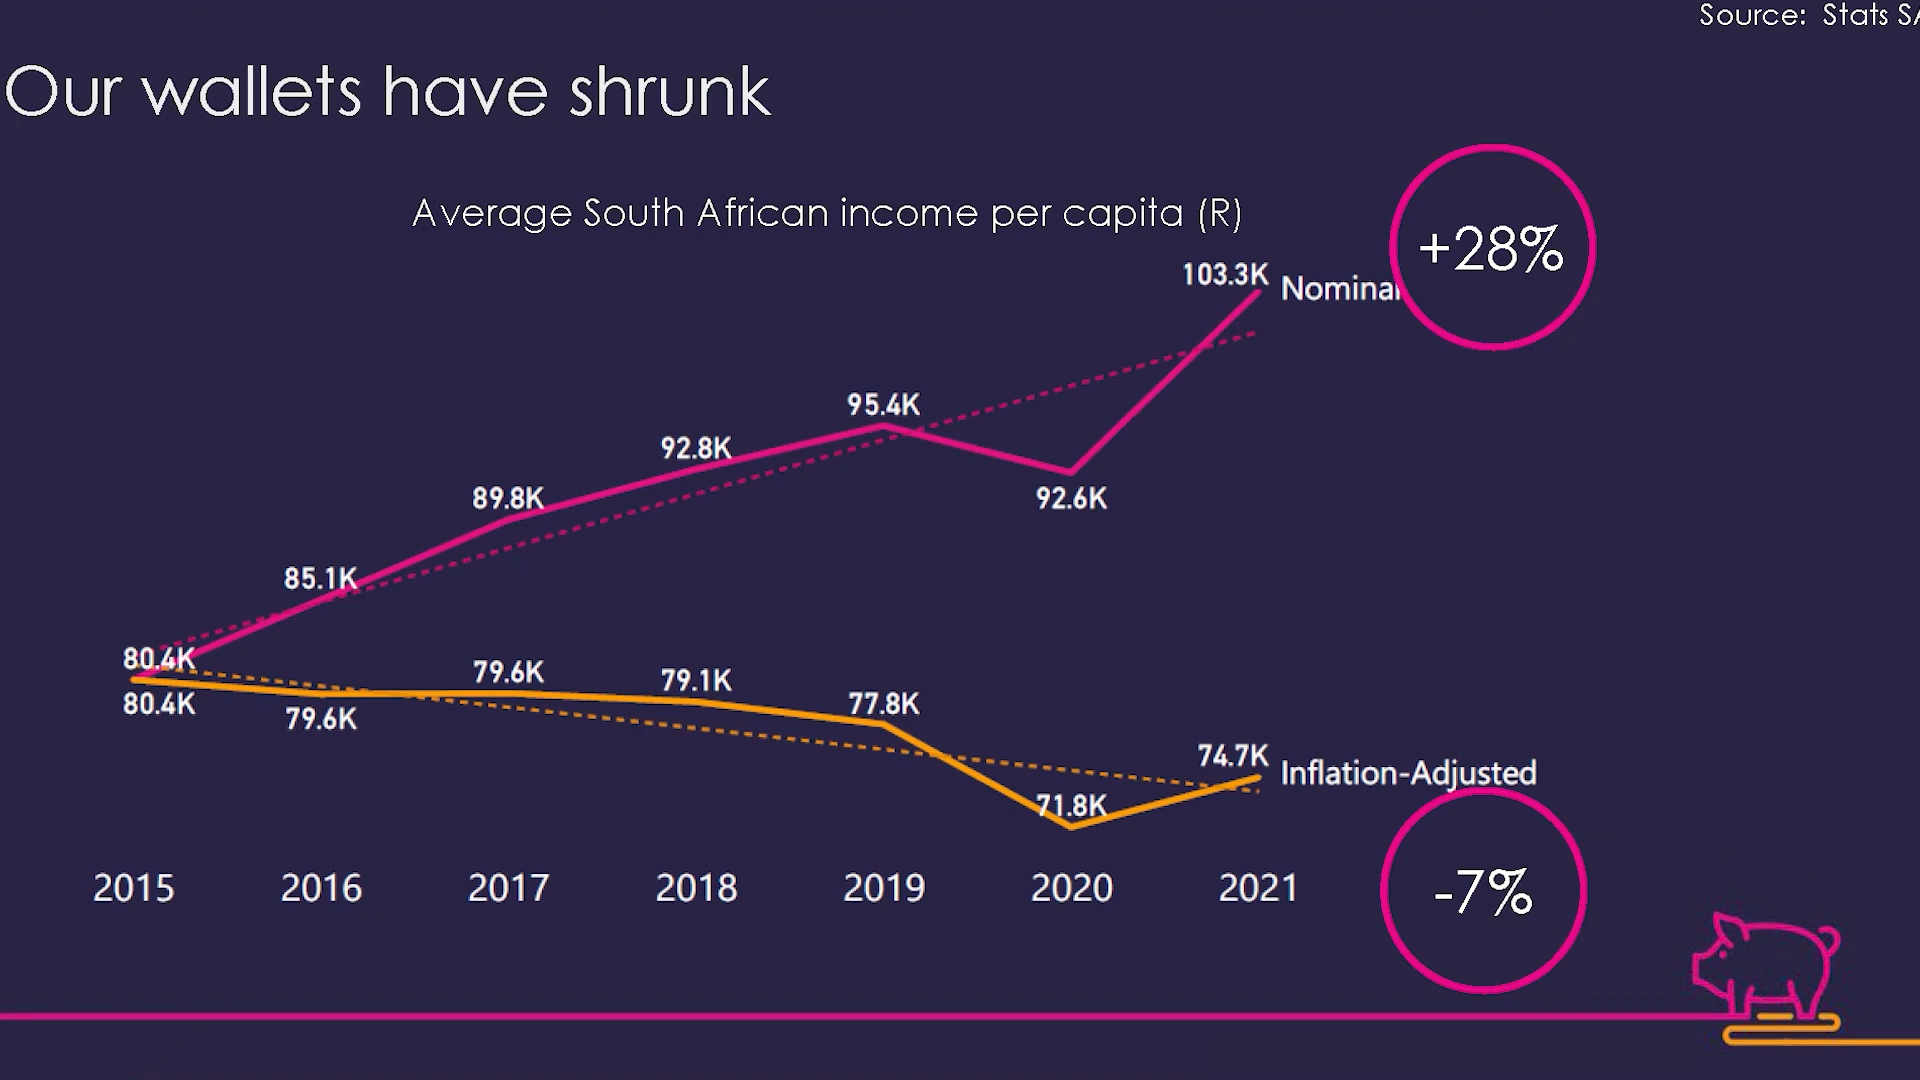 Source: Stats SA
Our wallets have shrunk
Average South African income per capita (R)
+28%
103.3K
Nominal
95.4K
92.8K
89.8K
92.6K
85.1K
80.4K
80.4K
79.6K
79.6K
79.1K
77.8K
71.8K
74.7K
Inflation-Adjusted
-7%
2015 2016 2017 2018 2019 2020 2021